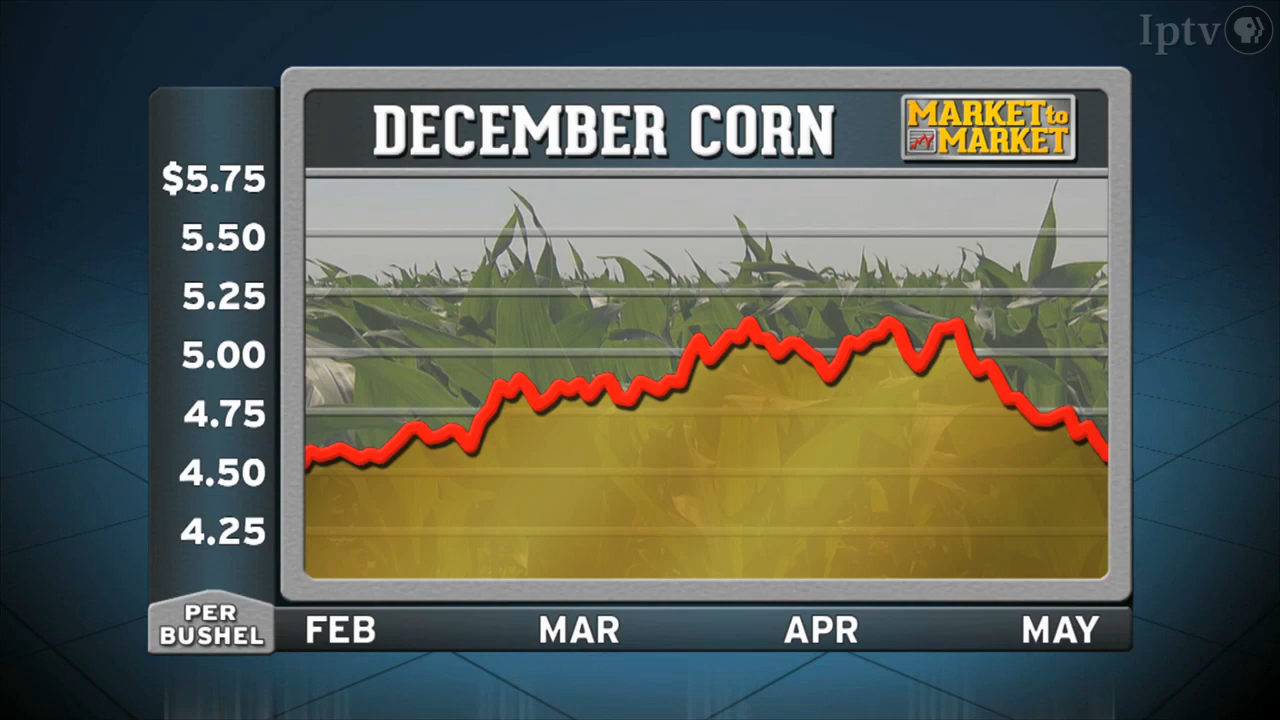 Iptv
DECEMBER CORN
MARKET to
MARKET
$5.75
5.50
5.25
5.00
4.75
4.50
4.25
PER
BUSHEL
FEB MAR APR MAY